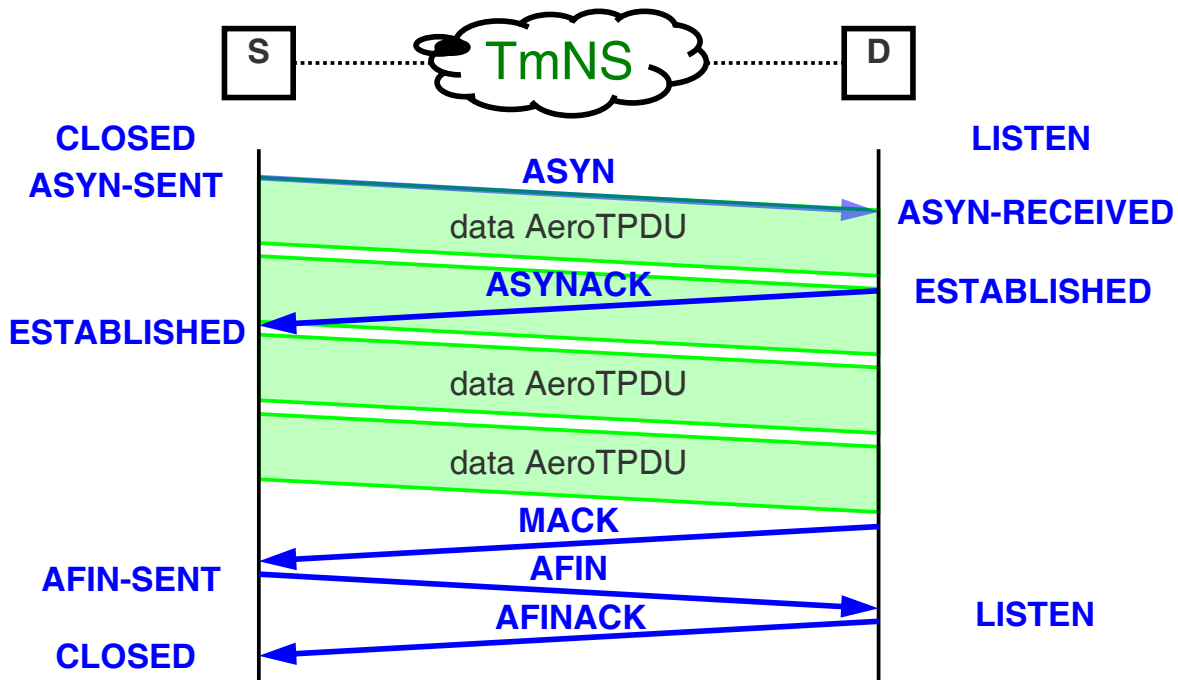 S
TmNS
D
CLOSED
LISTEN
ASYN
ASYN-SENT
ASYN-RECEIVED
data AeroTPDU
ASYNACK
ESTABLISHED
ESTABLISHED
data AeroTPDU
data AeroTPDU
MACK
AFIN
AFIN-SENT
AFINACK
LISTEN
CLOSED